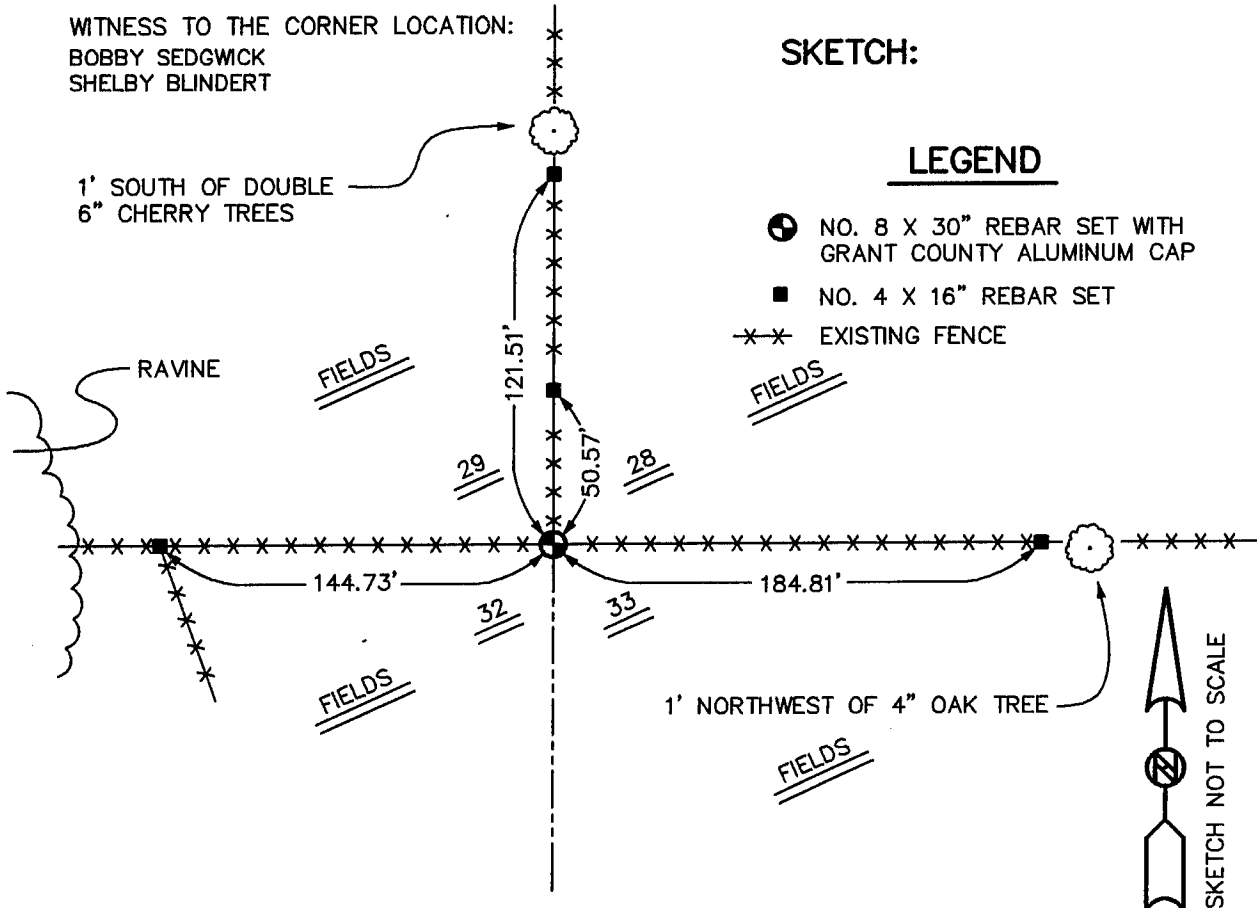 WITNESS TO THE CORNER LOCATION:
BOBBY SEDGWICK
SHELBY BLINDERT
SKETCH:
LEGEND
NO. 8 X 30" REBAR SET WITH
GRANT COUNTY ALUMINUM CAP
NO. 4 X 16" REBAR SET
EXISTING FENCE
1' SOUTH OF DOUBLE
6" CHERRY TREES
RAVINE
FIELDS
121.51'
FIELDS
29
50.57'
28
144.73'
184.81'
32
33
FIELDS
1' NORTHWEST OF 4" OAK TREE
FIELDS
N
SKETCH NOT TO SCALE